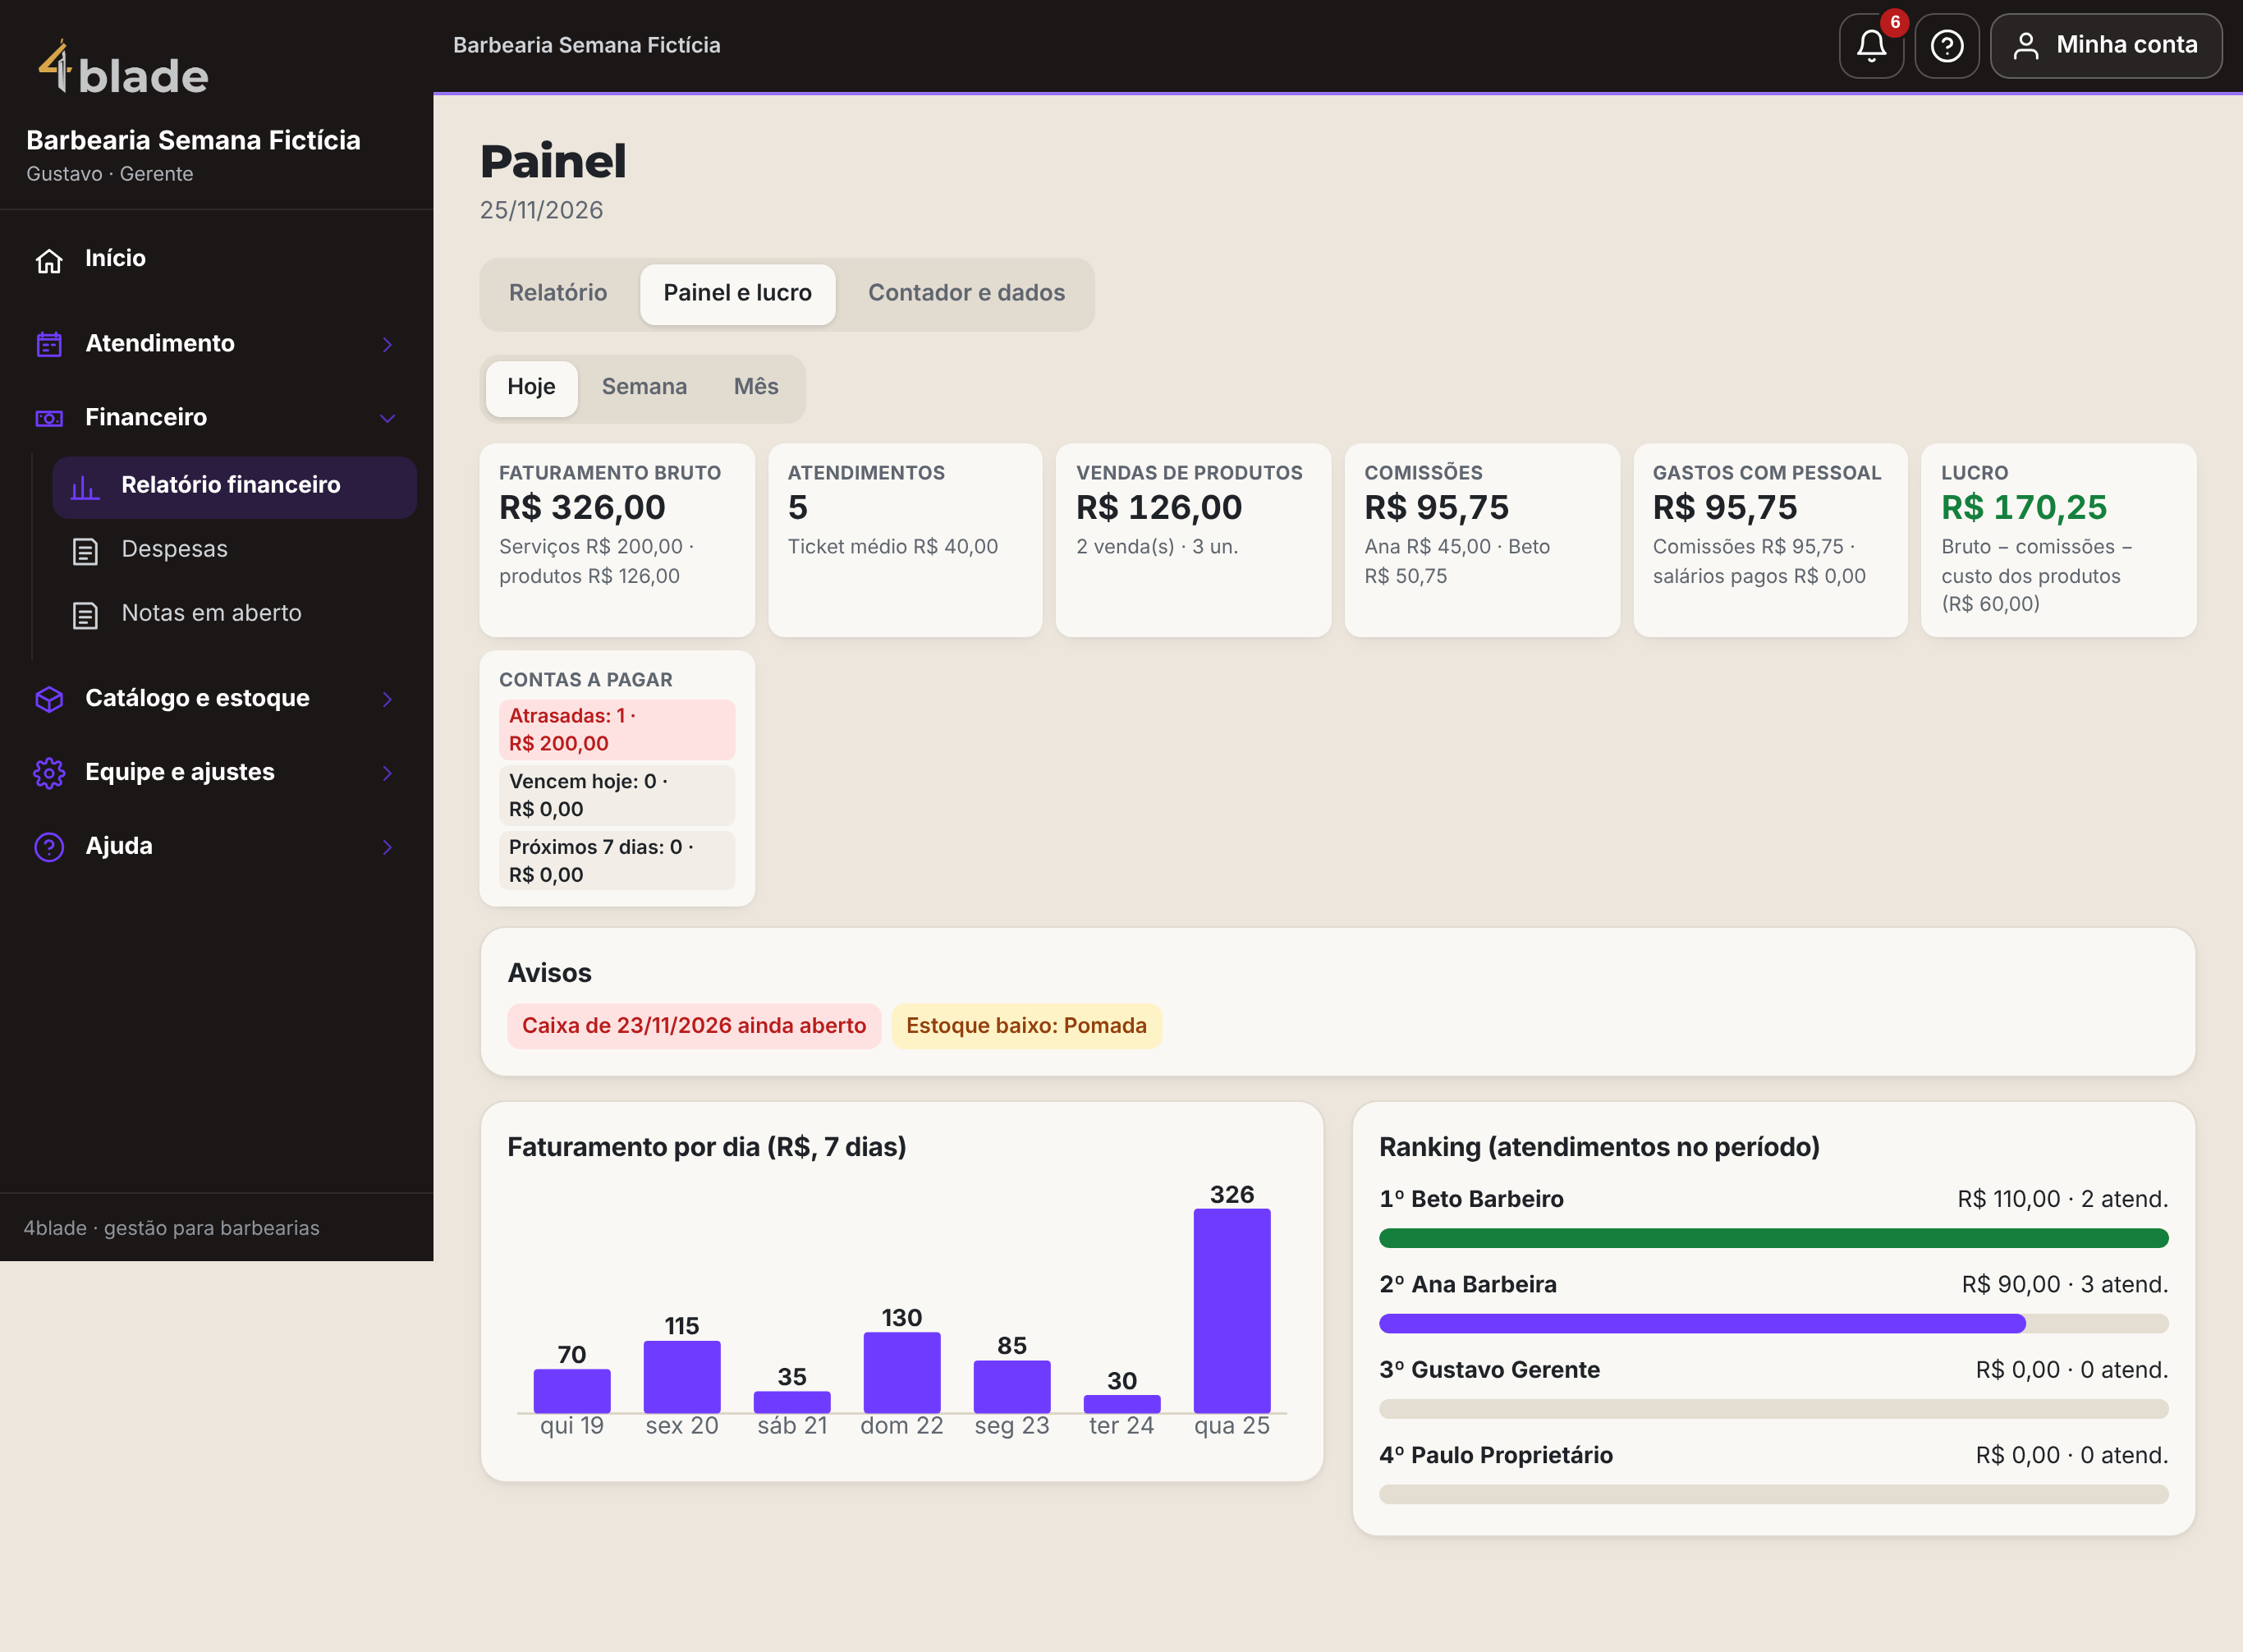 4blade
Barbearia Semana Fictícia
Gustavo · Gerente
Início
Atendimento
Financeiro
Relatório financeiro
Despesas
Notas em aberto
Catálogo e estoque
Equipe e ajustes
Ajuda
4blade · gestão para barbearias
Barbearia Semana Fictícia
6
Minha conta
Painel
25/11/2026
Relatório
Painel e lucro
Contador e dados
Hoje
Semana
Mês
FATURAMENTO BRUTO
R$ 326,00
Serviços R$ 200,00 ·
produtos R$ 126,00
ATENDIMENTOS
5
Ticket médio R$ 40,00
VENDAS DE PRODUTOS
R$ 126,00
2 venda(s) · 3 un.
COMISSÕES
R$ 95,75
Ana R$ 45,00 · Beto
R$ 50,75
GASTOS COM PESSOAL
R$ 95,75
Comissões R$ 95,75 ·
salários pagos R$ 0,00
LUCRO
R$ 170,25
Bruto − comissões −
custo dos produtos
(R$ 60,00)
CONTAS A PAGAR
Atrasadas: 1 ·
R$ 200,00
Vencem hoje: 0 ·
R$ 0,00
Próximos 7 dias: 0 ·
R$ 0,00
Avisos
Caixa de 23/11/2026 ainda aberto
Estoque baixo: Pomada
Faturamento por dia (R$, 7 dias)
70
115
35
130
85
30
326
qui 19
sex 20
sáb 21
dom 22
seg 23
ter 24
qua 25
Ranking (atendimentos no período)
1º Beto Barbeiro
R$ 110,00 · 2 atend.
2º Ana Barbeira
R$ 90,00 · 3 atend.
3º Gustavo Gerente
R$ 0,00 · 0 atend.
4º Paulo Proprietário
R$ 0,00 · 0 atend.